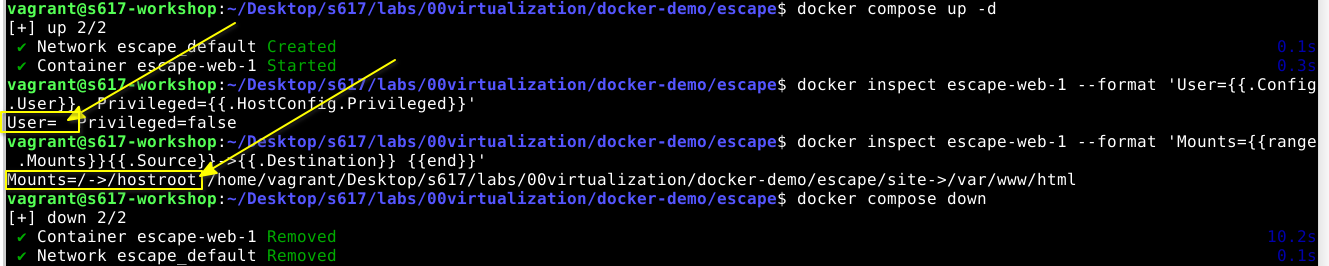 vagrant@s617-workshop:~/Desktop/s617/labs/00virtualization/docker-demo/escape$ docker compose up -d
[+] up 2/2
✔ Network escape_default Created 0.1s
✔ Container escape-web-1 Started 0.3s
vagrant@s617-workshop:~/Desktop/s617/labs/00virtualization/docker-demo/escape$ docker inspect escape-web-1 --format 'User={{.Config
.User}}  Privileged={{.HostConfig.Privileged}}'
User=  Privileged=false
vagrant@s617-workshop:~/Desktop/s617/labs/00virtualization/docker-demo/escape$ docker inspect escape-web-1 --format 'Mounts={{range
 .Mounts}}{{.Source}}->{{.Destination}} {{end}}'
Mounts=/->/hostroot /home/vagrant/Desktop/s617/labs/00virtualization/docker-demo/escape/site->/var/www/html
vagrant@s617-workshop:~/Desktop/s617/labs/00virtualization/docker-demo/escape$ docker compose down
[+] down 2/2
✔ Container escape-web-1 Removed 10.2s
✔ Network escape_default Removed 0.1s